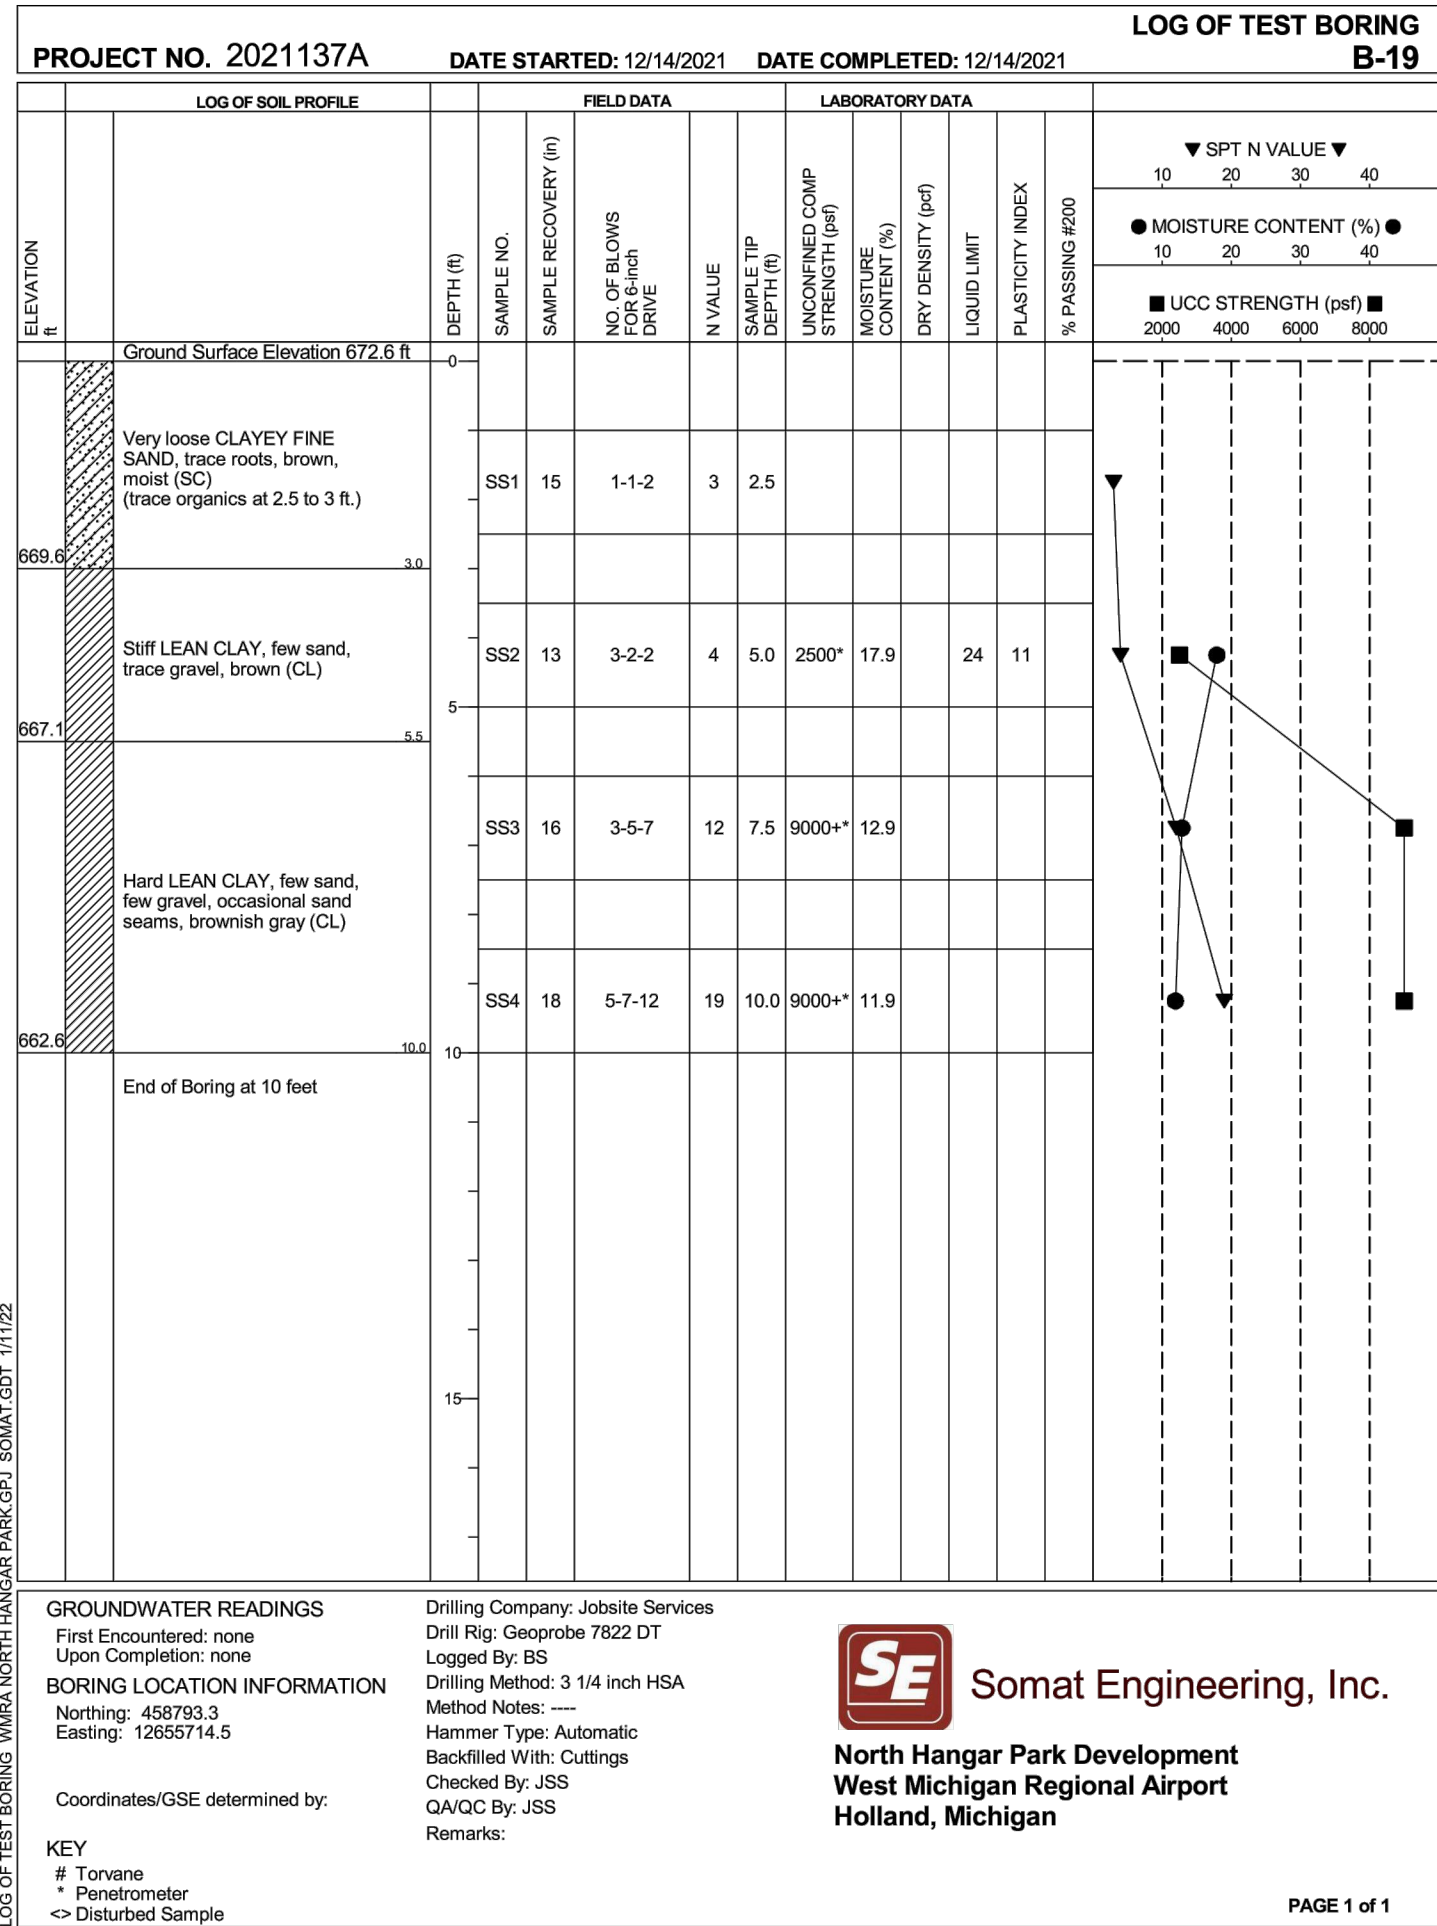 LOG OF TEST BORING
PROJECT NO. 2021137A DATE STARTED: 12/14/2021 DATE COMPLETED: 12/14/2021 B-19
LOG OF SOIL PROFILE FIELD DATA LABORATORY DATA
ELEVATION ft
DEPTH (ft)
SAMPLE NO.
SAMPLE RECOVERY (in)
NO. OF BLOWS FOR 6-inch DRIVE
N VALUE
SAMPLE TIP DEPTH (ft)
UNCONFINED COMP STRENGTH (psf)
MOISTURE CONTENT (%)
DRY DENSITY (pcf)
LIQUID LIMIT
PLASTICITY INDEX
% PASSING #200
▼ SPT N VALUE ▼
10 20 30 40
● MOISTURE CONTENT (%) ●
10 20 30 40
■ UCC STRENGTH (psf) ■
2000 4000 6000 8000
Ground Surface Elevation 672.6 ft
0
Very loose CLAYEY FINE
SAND, trace roots, brown,
moist (SC)
(trace organics at 2.5 to 3 ft.)
SS1 15 1-1-2 3 2.5
669.6 3.0
Stiff LEAN CLAY, few sand,
trace gravel, brown (CL)
SS2 13 3-2-2 4 5.0 2500* 17.9 24 11
5
667.1 5.5
SS3 16 3-5-7 12 7.5 9000+* 12.9
Hard LEAN CLAY, few sand,
few gravel, occasional sand
seams, brownish gray (CL)
SS4 18 5-7-12 19 10.0 9000+* 11.9
662.6 10.0 10
End of Boring at 10 feet
15
LOG OF TEST BORING WMRA NORTH HANGAR PARK.GPJ SOMAT.GDT 1/11/22
GROUNDWATER READINGS
First Encountered: none
Upon Completion: none
BORING LOCATION INFORMATION
Northing: 458793.3
Easting: 12655714.5
Coordinates/GSE determined by:
KEY
# Torvane
* Penetrometer
<> Disturbed Sample
Drilling Company: Jobsite Services
Drill Rig: Geoprobe 7822 DT
Logged By: BS
Drilling Method: 3 1/4 inch HSA
Method Notes: ----
Hammer Type: Automatic
Backfilled With: Cuttings
Checked By: JSS
QA/QC By: JSS
Remarks:
SE
Somat Engineering, Inc.
North Hangar Park Development
West Michigan Regional Airport
Holland, Michigan
PAGE 1 of 1